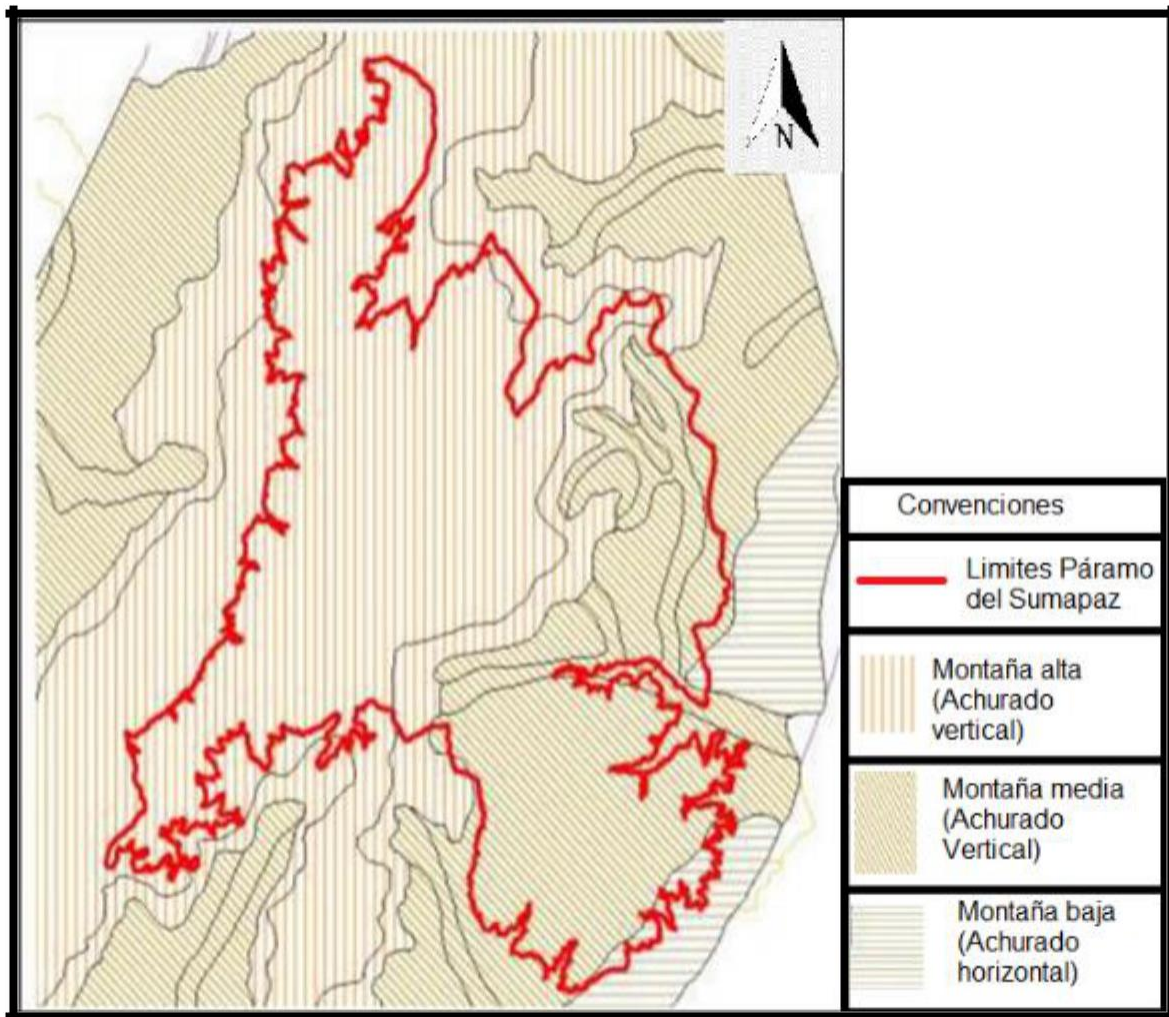 N
Convenciones
Limites Páramo
del Sumapaz
Montaña alta
(Achurado
vertical)
Montaña media
(Achurado
Vertical)
Montaña baja
(Achurado
horizontal)